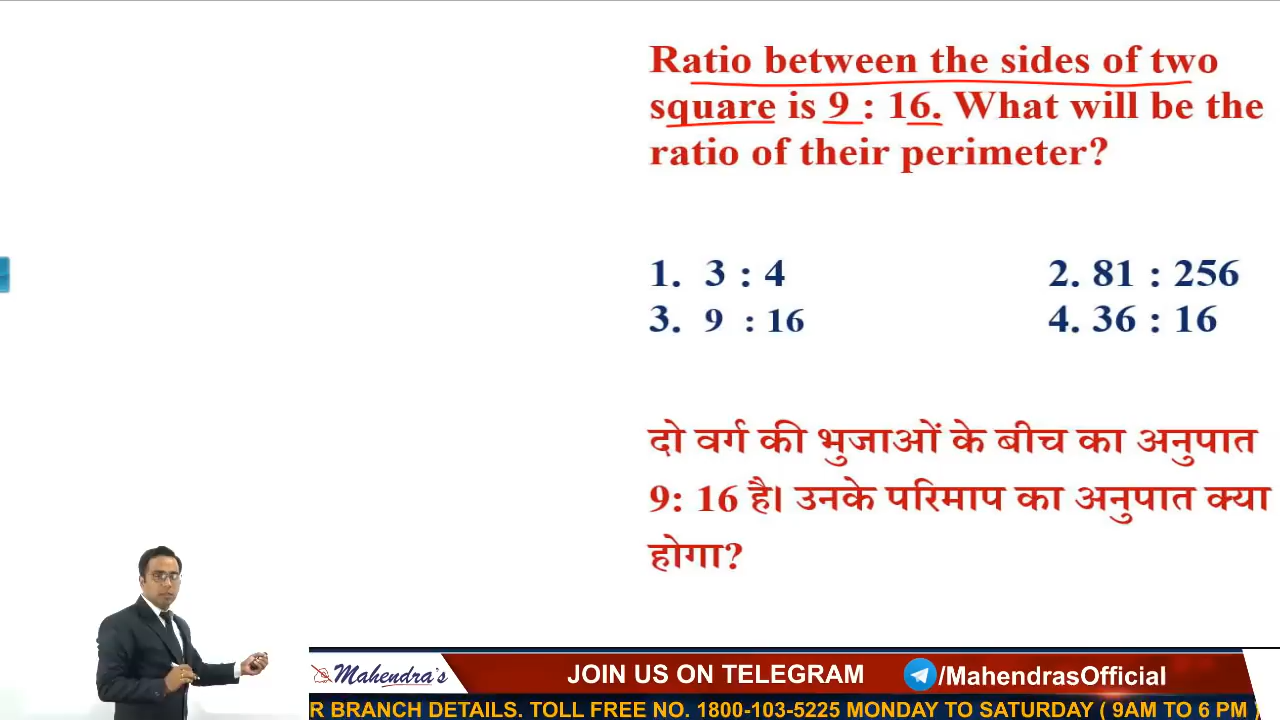 Ratio between the sides of two
square is 9 : 16. What will be the
ratio of their perimeter?
1. 3 : 4
2. 81 : 256
3. 9 : 16
4. 36 : 16
दो वर्ग की भुजाओं के बीच का अनुपात
9: 16 है। उनके परिमाप का अनुपात क्या
होगा?
Mahendra's
JOIN US ON TELEGRAM
/MahendrasOfficial
R BRANCH DETAILS. TOLL FREE NO. 1800-103-5225 MONDAY TO SATURDAY ( 9AM TO 6 PM )